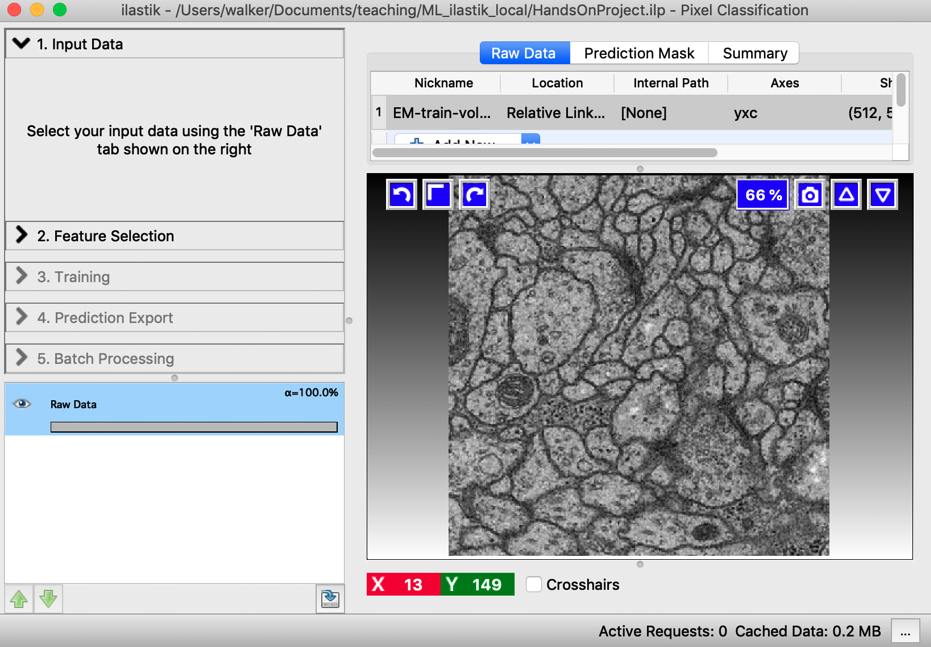 ilastik - /Users/walker/Documents/teaching/ML_ilastik_local/HandsOnProject.ilp - Pixel Classification
1. Input Data
Select your input data using the 'Raw Data'
tab shown on the right
2. Feature Selection
3. Training
4. Prediction Export
5. Batch Processing
α=100.0%
Raw Data
Raw Data Prediction Mask Summary
Nickname Location Internal Path Axes Sh
1 EM-train-vol... Relative Link... [None] yxc (512, 5
Add New...
66 %
X 13 Y 149 Crosshairs
Active Requests: 0 Cached Data: 0.2 MB ...